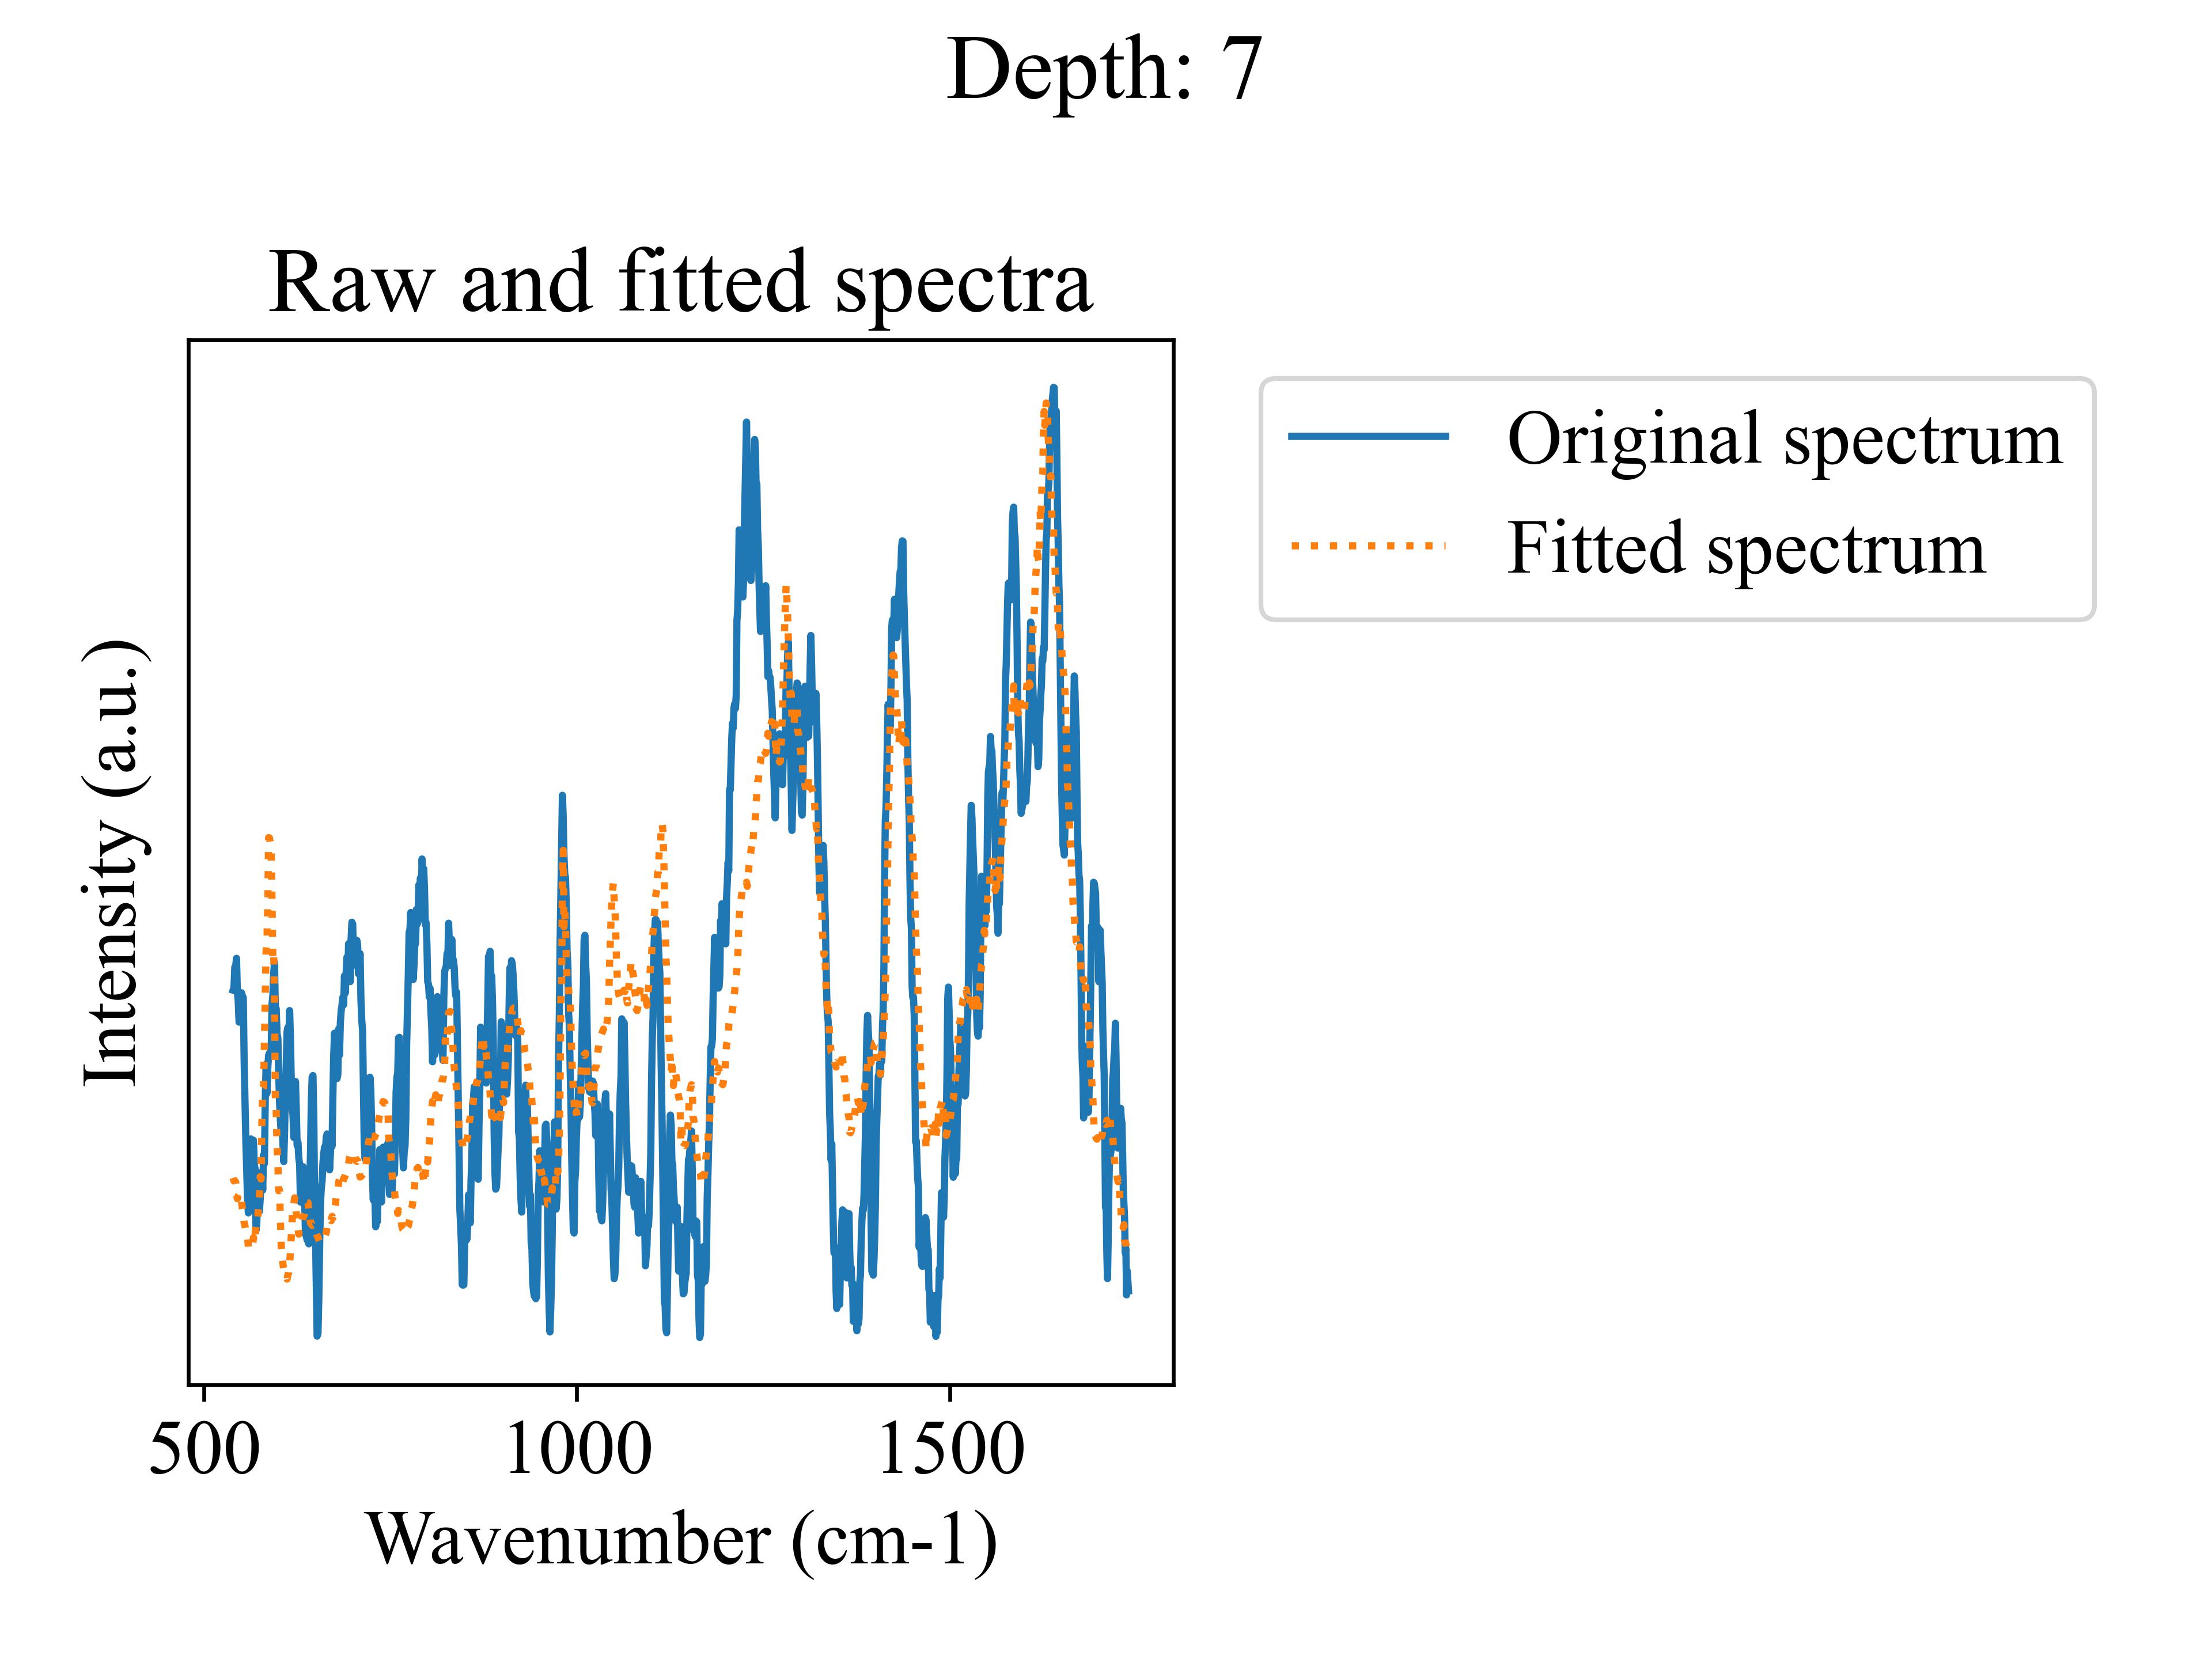 Depth: 7
Raw and fitted spectra
Original spectrum
Fitted spectrum
Intensity (a.u.)
500 1000 1500
Wavenumber (cm-1)